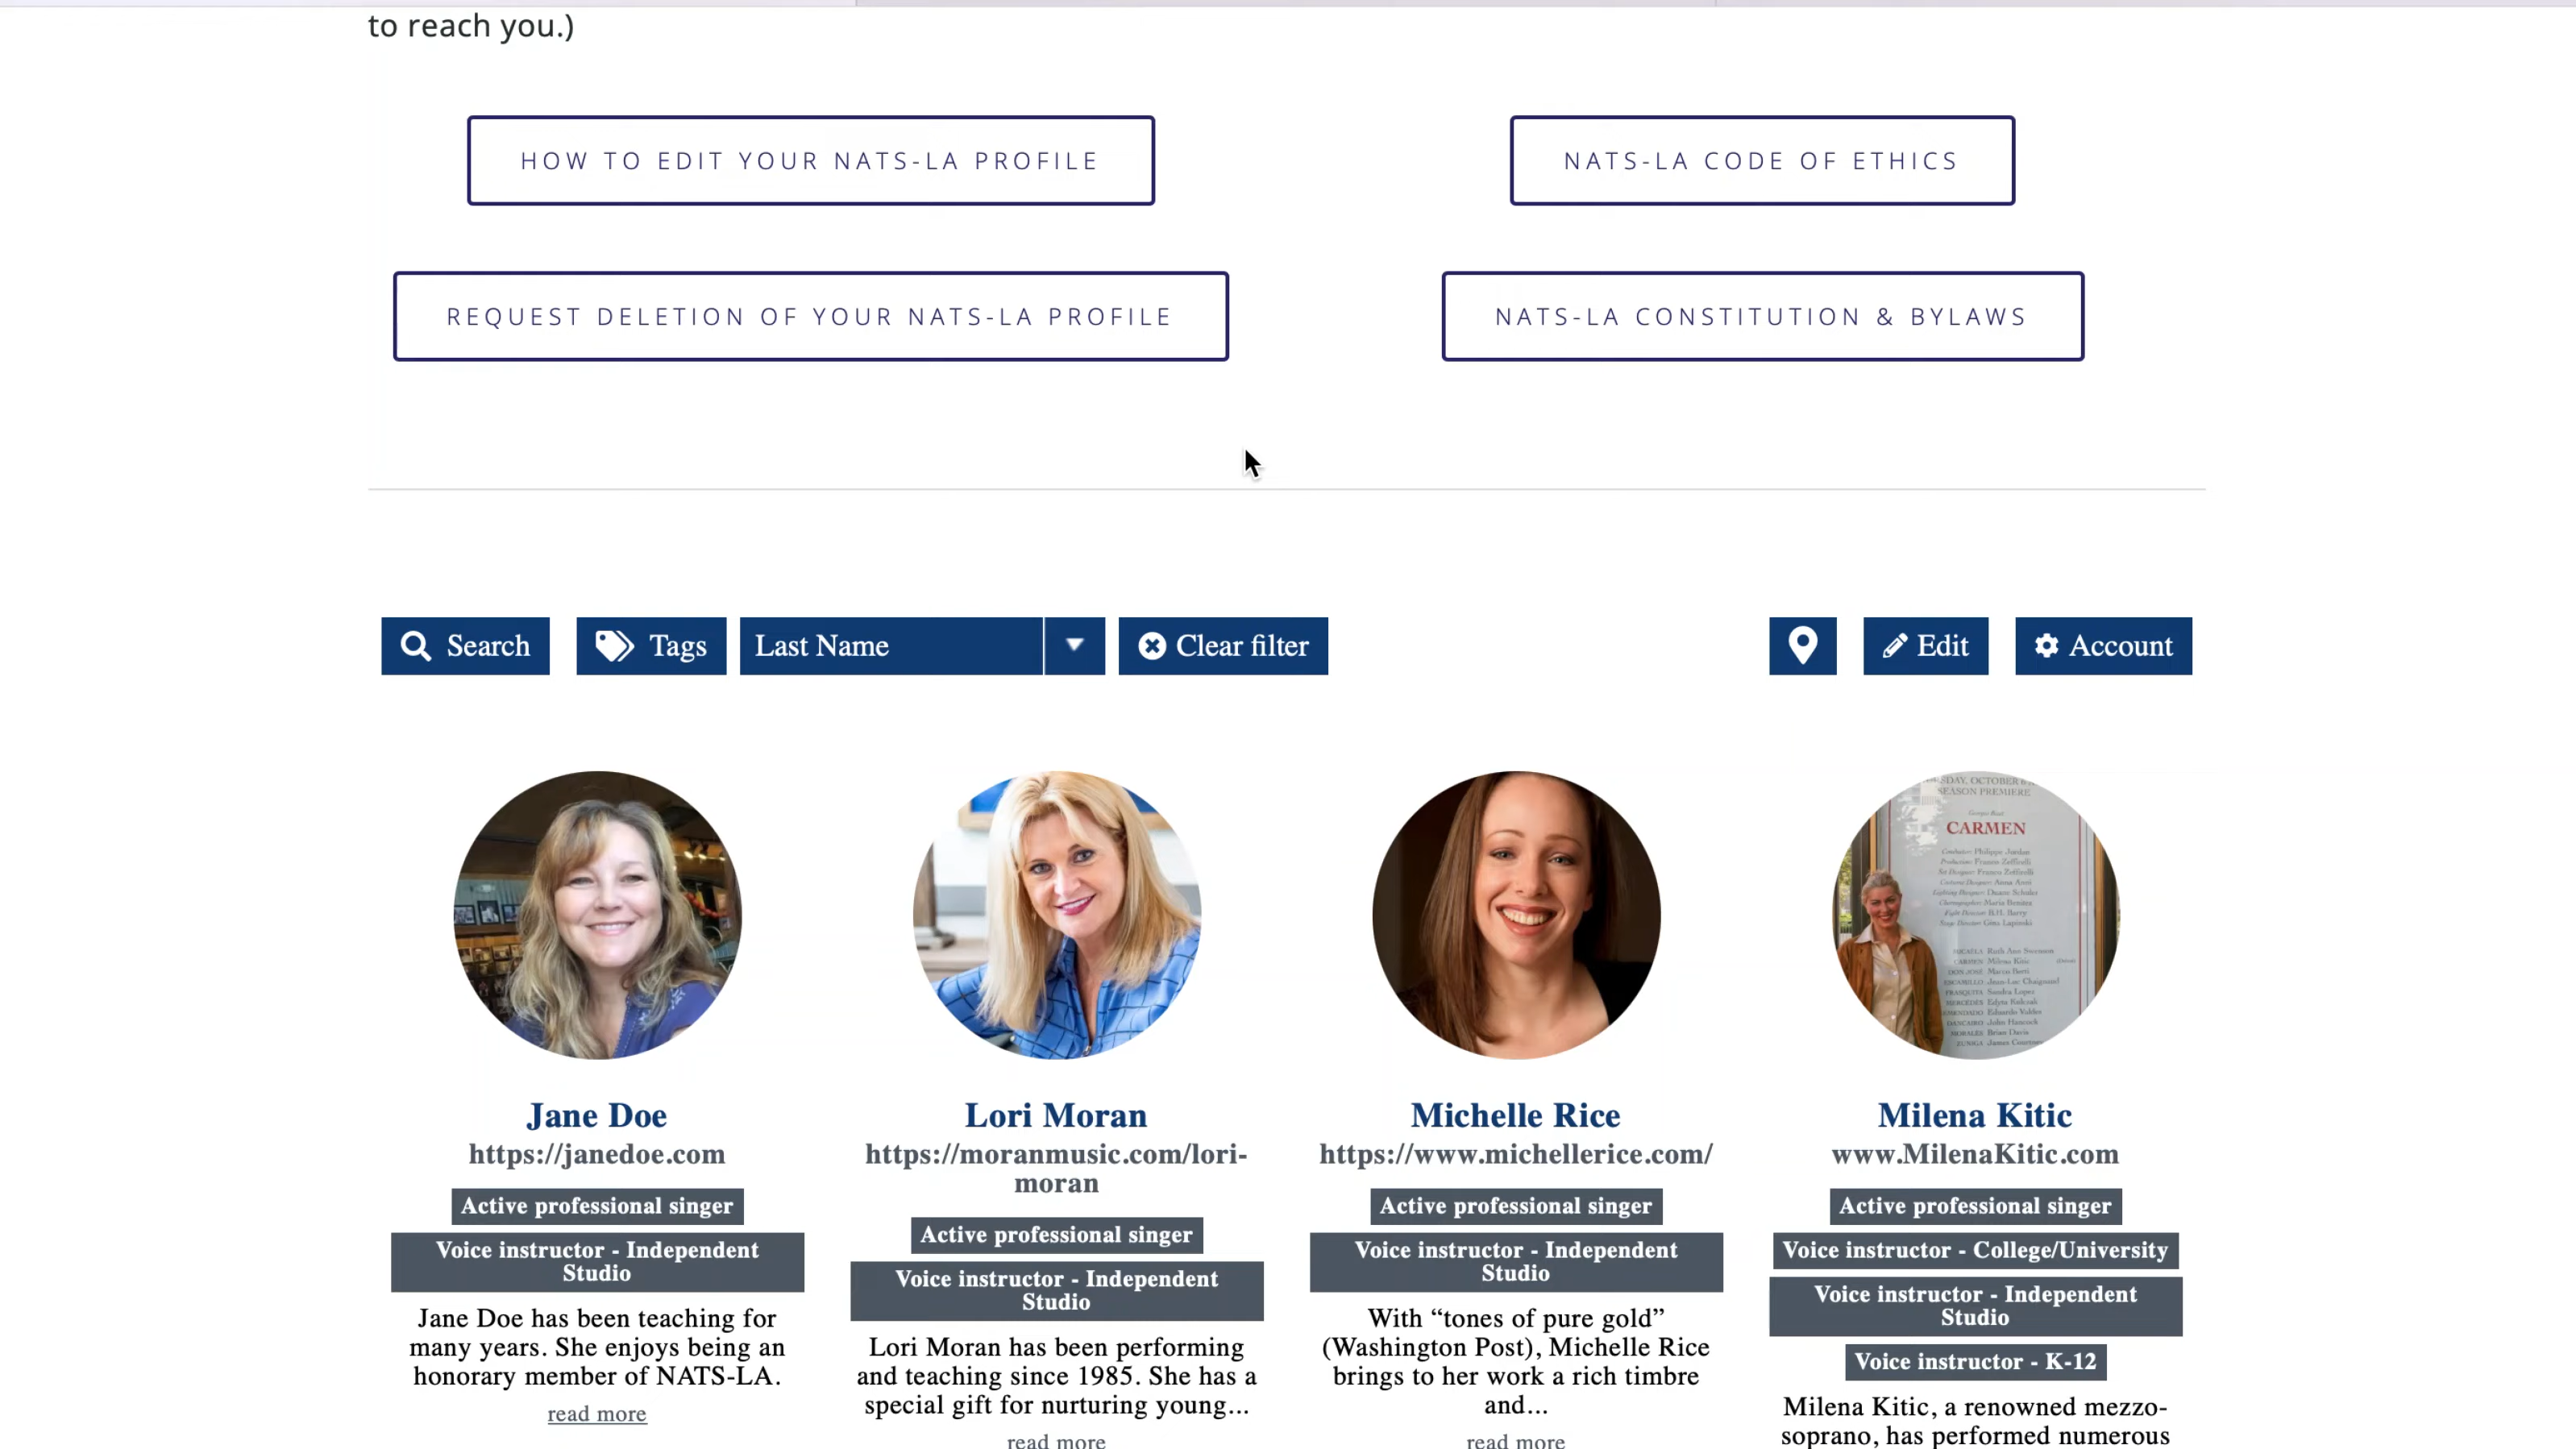 to reach you.)
HOW TO EDIT YOUR NATS-LA PROFILE
NATS-LA CODE OF ETHICS
REQUEST DELETION OF YOUR NATS-LA PROFILE
NATS-LA CONSTITUTION & BYLAWS
Search
Tags
Last Name
Clear filter
Edit
Account
SEASON PREMIERE
CARMEN
Jane Doe
https://janedoe.com
Active professional singer
Voice instructor - Independent
Studio
Jane Doe has been teaching for
many years. She enjoys being an
honorary member of NATS-LA.
read more
Lori Moran
https://moranmusic.com/lori-
moran
Active professional singer
Voice instructor - Independent
Studio
Lori Moran has been performing
and teaching since 1985. She has a
special gift for nurturing young...
read more
Michelle Rice
https://www.michellerice.com/
Active professional singer
Voice instructor - Independent
Studio
With “tones of pure gold”
(Washington Post), Michelle Rice
brings to her work a rich timbre
and...
read more
Milena Kitic
www.MilenaKitic.com
Active professional singer
Voice instructor - College/University
Voice instructor - Independent
Studio
Voice instructor - K-12
Milena Kitic, a renowned mezzo-
soprano, has performed numerous